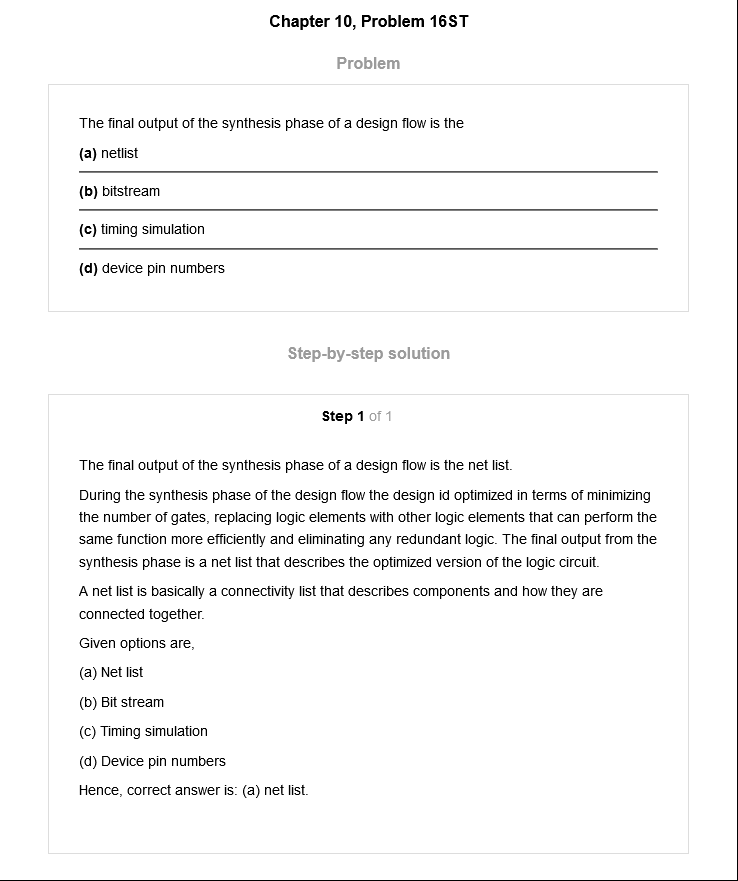 Chapter 10, Problem 16ST
Problem
The final output of the synthesis phase of a design flow is the
(a) netlist
(b) bitstream
(c) timing simulation
(d) device pin numbers
Step-by-step solution
Step 1 of 1
The final output of the synthesis phase of a design flow is the net list.
During the synthesis phase of the design flow the design id optimized in terms of minimizing
the number of gates, replacing logic elements with other logic elements that can perform the
same function more efficiently and eliminating any redundant logic. The final output from the
synthesis phase is a net list that describes the optimized version of the logic circuit.
A net list is basically a connectivity list that describes components and how they are
connected together.
Given options are,
(a) Net list
(b) Bit stream
(c) Timing simulation
(d) Device pin numbers
Hence, correct answer is: (a) net list.